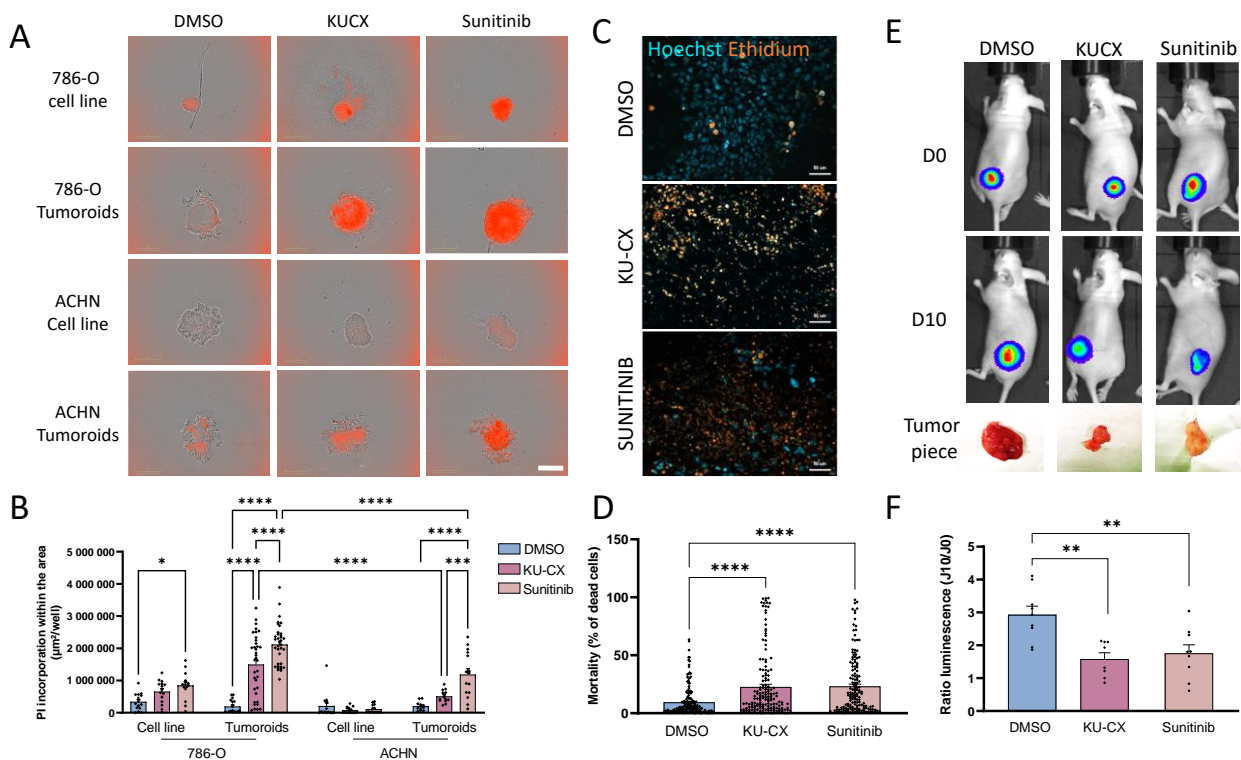 A
DMSO
KUCX
Sunitinib
786-O
cell line
786-O
Tumoroids
ACHN
Cell line
ACHN
Tumoroids
B
PI incorporation within the area
(µm²/well)
5 000 000
4 000 000
3 000 000
2 000 000
1 000 000
0
*
****
****
****
****
****
****
****
***
DMSO
KU-CX
Sunitinib
Cell line
Tumoroids
Cell line
Tumoroids
786-O
ACHN
C
Hoechst Ethidium
DMSO
KU-CX
SUNITINIB
D
Mortality (% of dead cells)
150
100
50
0
****
****
DMSO
KU-CX
Sunitinib
E
DMSO
KUCX
Sunitinib
D0
D10
Tumor
piece
F
Ratio luminescence (J10/J0)
5
4
3
2
1
0
**
**
DMSO
KU-CX
Sunitinib